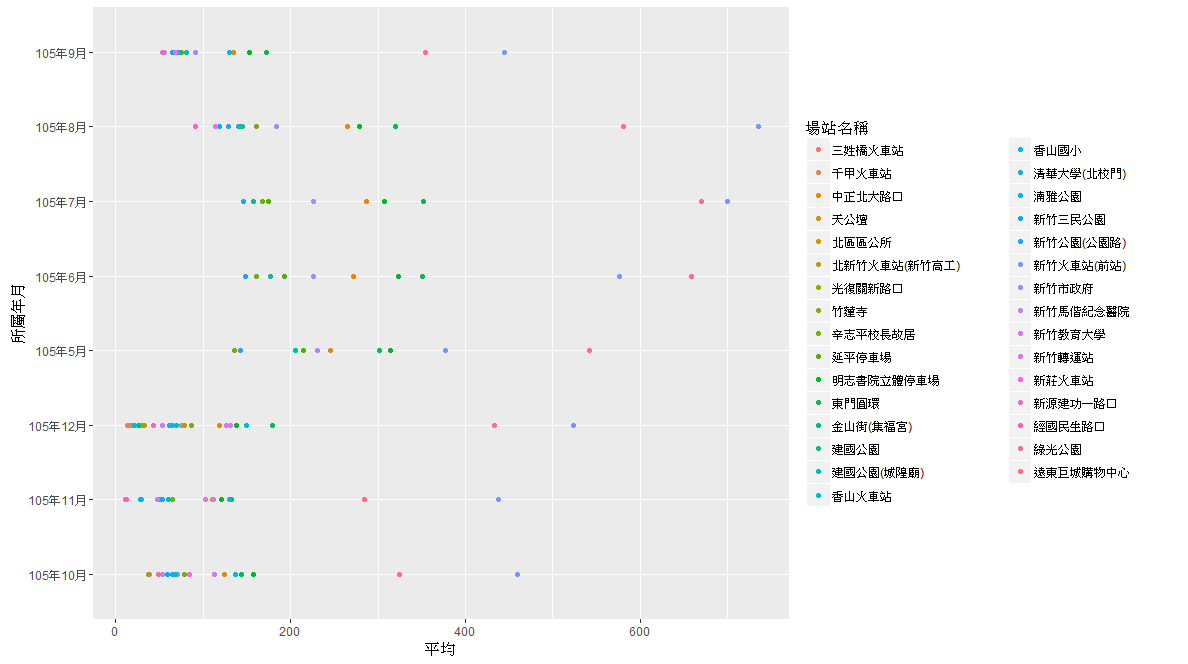 105年9月
105年8月
105年7月
105年6月
105年5月
105年12月
105年11月
105年10月
所屬年月
0 200 400 600
平均
場站名稱
三姓橋火車站
千甲火車站
中正北大路口
天公壇
北區區公所
北新竹火車站(新竹高工)
光復關新路口
竹蓮寺
辛志平校長故居
延平停車場
明志書院立體停車場
東門圓環
金山街(集福宮)
建國公園
建國公園(城隍廟)
香山火車站
香山國小
清華大學(北校門)
湳雅公園
新竹三民公園
新竹公園(公園路)
新竹火車站(前站)
新竹市政府
新竹馬偕紀念醫院
新竹教育大學
新竹轉運站
新莊火車站
新源建功一路口
經國民生路口
綠光公園
遠東巨城購物中心